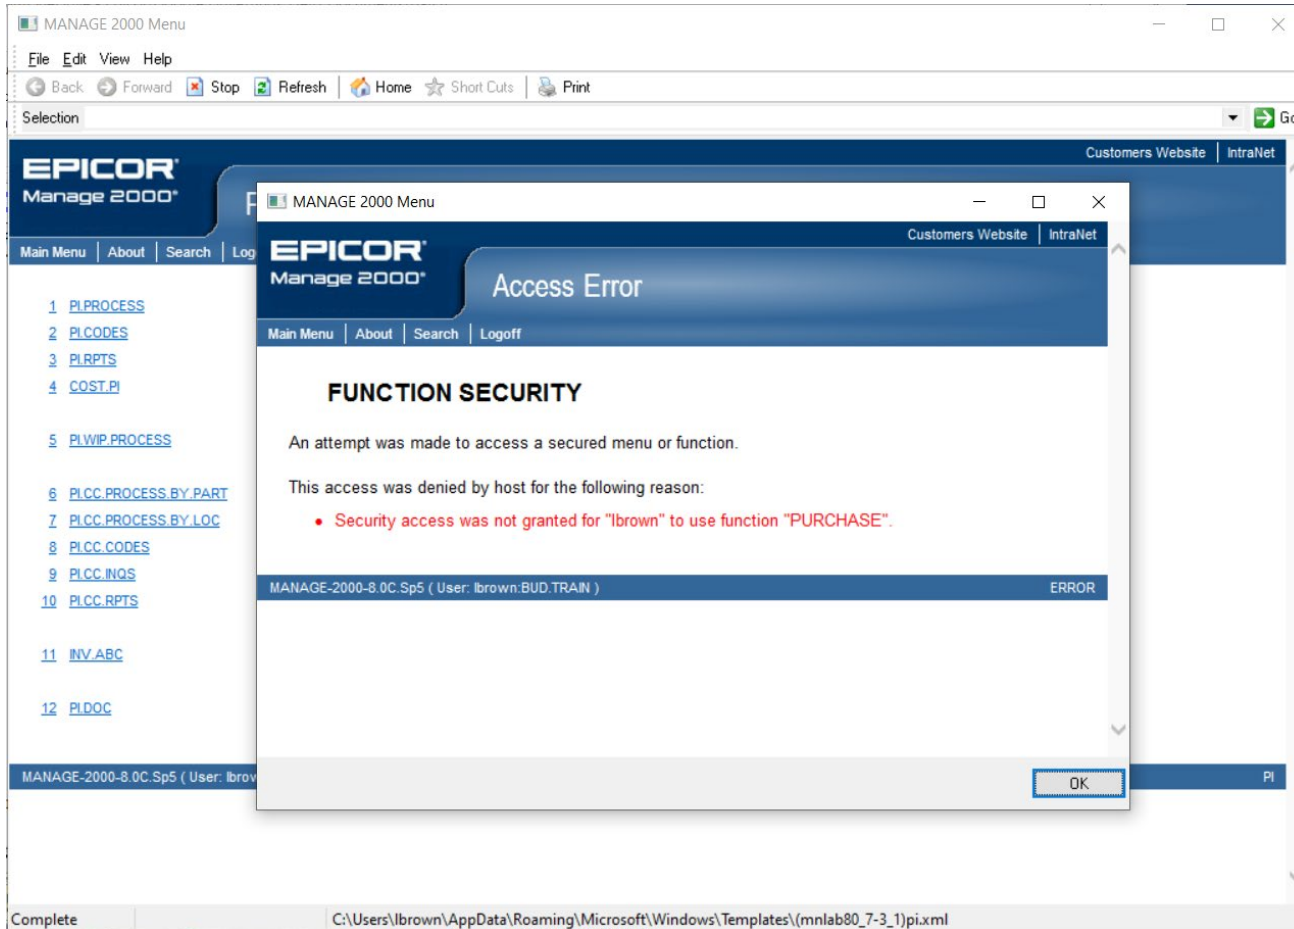 MANAGE 2000 Menu
File Edit View Help
Back Forward Stop Refresh Home Short Cuts Print
Selection Go
Customers Website | IntraNet
EPICOR
Manage 2000
Main Menu | About | Search |
1 PI.PROCESS
2 PI.CODES
3 PI.RPTS
4 COST.PI
5 PI.WIP.PROCESS
6 PI.CC.PROCESS.BY.PART
7 PI.CC.PROCESS.BY.LOC
8 PI.CC.CODES
9 PI.CC.INQS
10 PI.CC.RPTS
11 INV.ABC
12 PI.DOC
MANAGE-2000-8.0C.Sp5 ( User:
PI
MANAGE 2000 Menu
Customers Website | IntraNet
EPICOR
Manage 2000
Access Error
Main Menu | About | Search | Logoff
FUNCTION SECURITY
An attempt was made to access a secured menu or function.
This access was denied by host for the following reason:
• Security access was not granted for "lbrown" to use function "PURCHASE".
MANAGE-2000-8.0C.Sp5 ( User: lbrown:BUD.TRAIN ) ERROR
OK
Complete C:\Users\lbrown\AppData\Roaming\Microsoft\Windows\Templates\(mnlab80_7-3_1)pi.xml